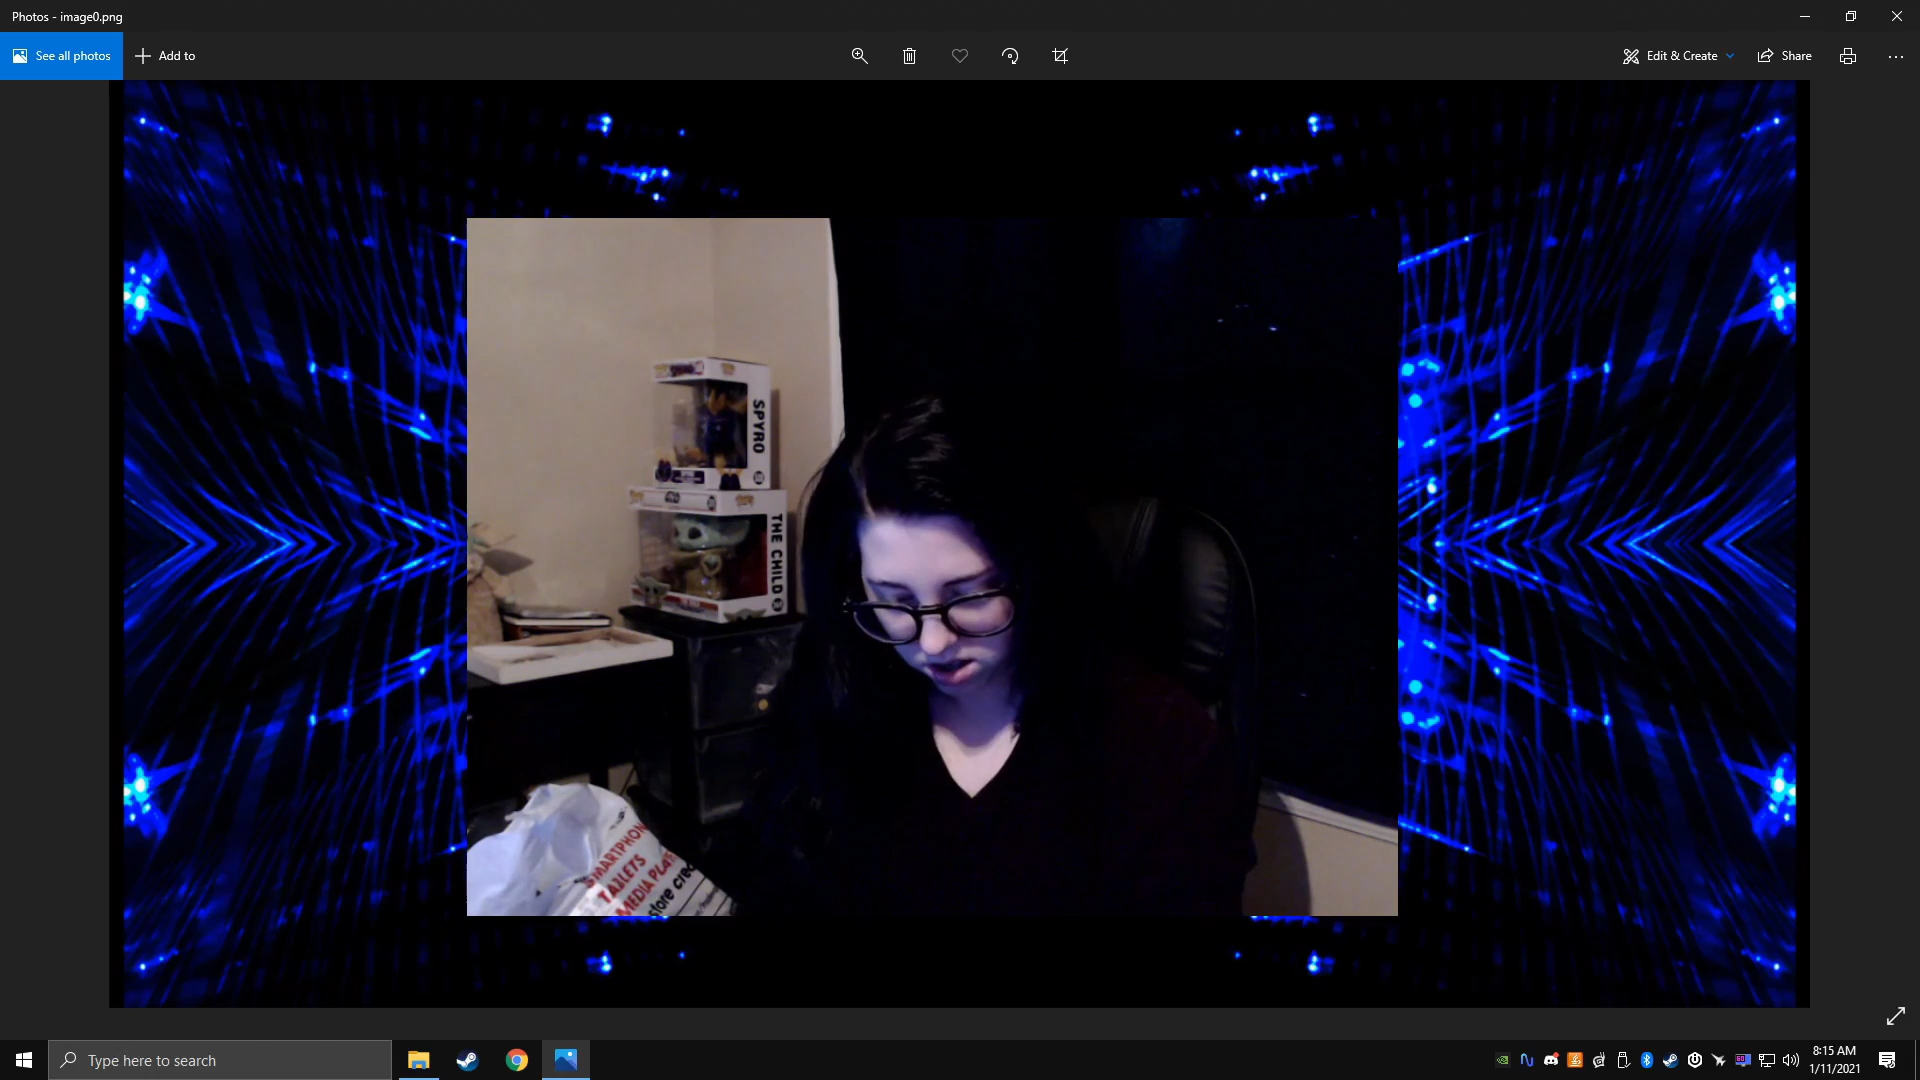 Photos - image0.png
See all photos
Add to
Edit & Create
Share
SPYRO
THE CHILD
SMARTPHON
TABLETS
MEDIA PLA
store cre
Type here to search
8:15 AM
1/11/2021